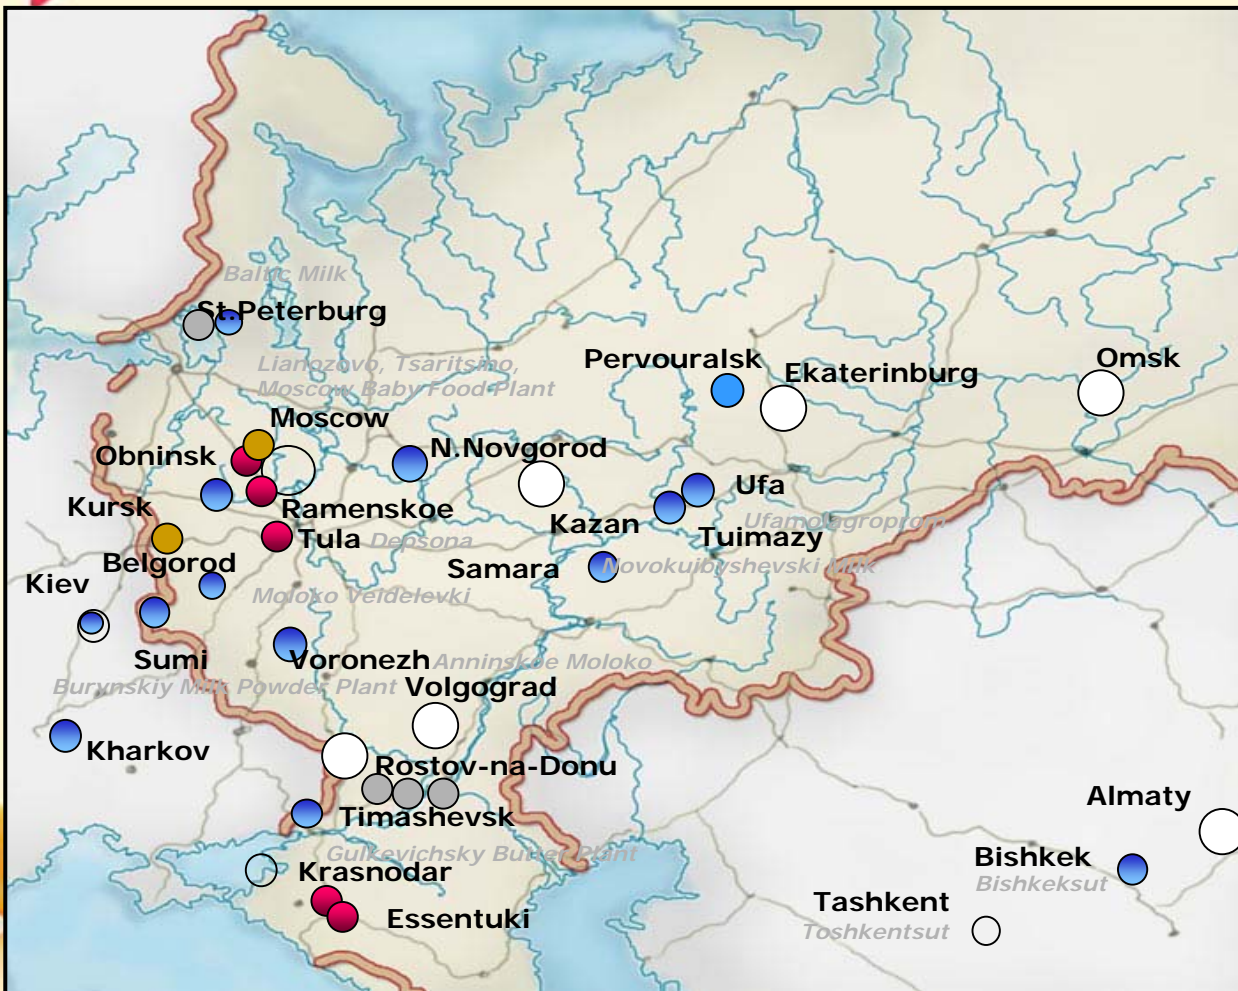 Baltic Milk
St.Peterburg
Lianozovo, Tsaritsino,
Moscow Baby Food Plant
Pervouralsk
Ekaterinburg
Omsk
Moscow
Obninsk
N.Novgorod
Kursk
Ramenskoe
Kazan
Ufa
Ufamolagroprom
Tula Depsona
Tuimazy
Belgorod
Samara
Novokuibyshevski Milk
Kiev
Moloko Veidelevki
Sumi
Voronezh Anninskoe Moloko
Burynskiy Milk Powder Plant
Volgograd
Kharkov
Rostov-na-Donu
Almaty
Timashevsk
Gulkevichsky Butter Plant
Bishkek
Bishkeksut
Krasnodar
Tashkent
Essentuki
Toshkentsut